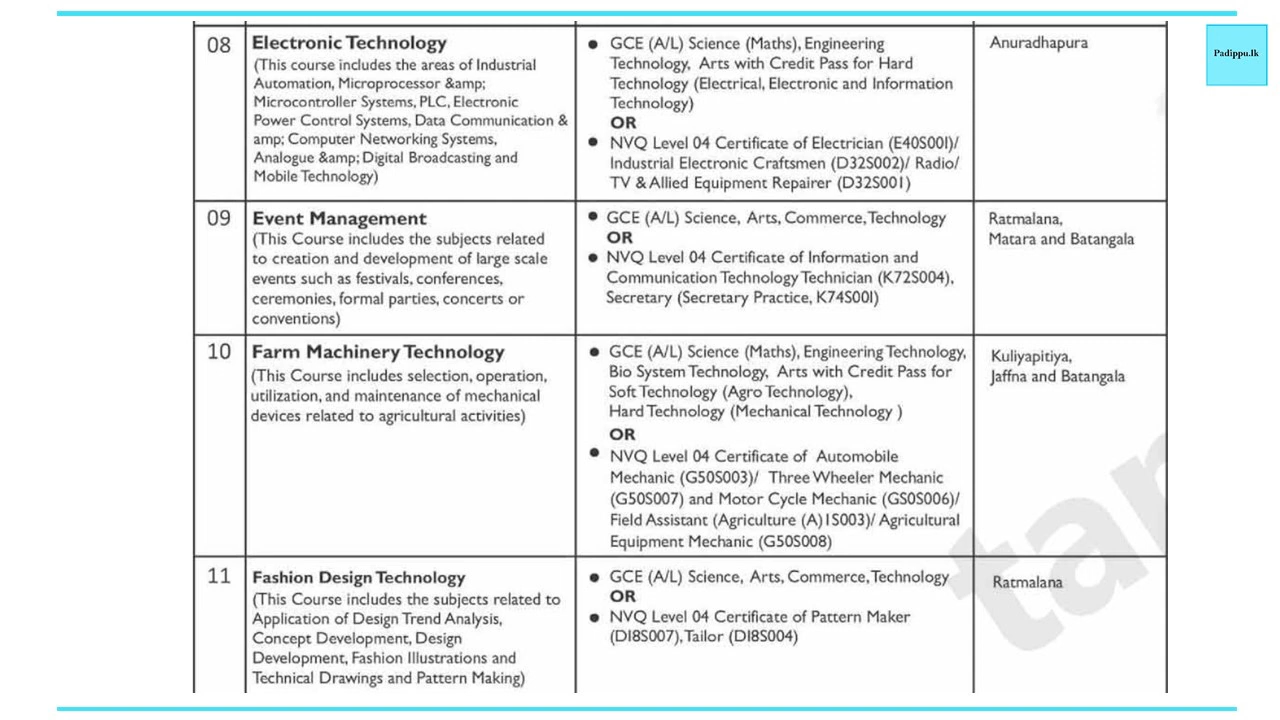 Padippu.lk
08
Electronic Technology
(This course includes the areas of Industrial
Automation, Microprocessor &amp;
Microcontroller Systems, PLC, Electronic
Power Control Systems, Data Communication &
amp; Computer Networking Systems,
Analogue &amp; Digital Broadcasting and
Mobile Technology)
● GCE (A/L) Science (Maths), Engineering
Technology, Arts with Credit Pass for Hard
Technology (Electrical, Electronic and Information
Technology)
OR
● NVQ Level 04 Certificate of Electrician (E40S00I)/
Industrial Electronic Craftsmen (D32S002)/ Radio/
TV & Allied Equipment Repairer (D32S001)
Anuradhapura
09
Event Management
(This Course includes the subjects related
to creation and development of large scale
events such as festivals, conferences,
ceremonies, formal parties, concerts or
conventions)
● GCE (A/L) Science, Arts, Commerce, Technology
OR
● NVQ Level 04 Certificate of Information and
Communication Technology Technician (K72S004),
Secretary (Secretary Practice, K74S00I)
Ratmalana,
Matara and Batangala
10
Farm Machinery Technology
(This Course includes selection, operation,
utilization, and maintenance of mechanical
devices related to agricultural activities)
● GCE (A/L) Science (Maths), Engineering Technology,
Bio System Technology, Arts with Credit Pass for
Soft Technology (Agro Technology),
Hard Technology (Mechanical Technology )
OR
● NVQ Level 04 Certificate of Automobile
Mechanic (G50S003)/ Three Wheeler Mechanic
(G50S007) and Motor Cycle Mechanic (GS0S006)/
Field Assistant (Agriculture (A)1S003)/ Agricultural
Equipment Mechanic (G50S008)
Kuliyapitiya,
Jaffna and Batangala
11
Fashion Design Technology
(This Course includes the subjects related to
Application of Design Trend Analysis,
Concept Development, Design
Development, Fashion Illustrations and
Technical Drawings and Pattern Making)
● GCE (A/L) Science, Arts, Commerce, Technology
OR
● NVQ Level 04 Certificate of Pattern Maker
(DI8S007), Tailor (DI8S004)
Ratmalana